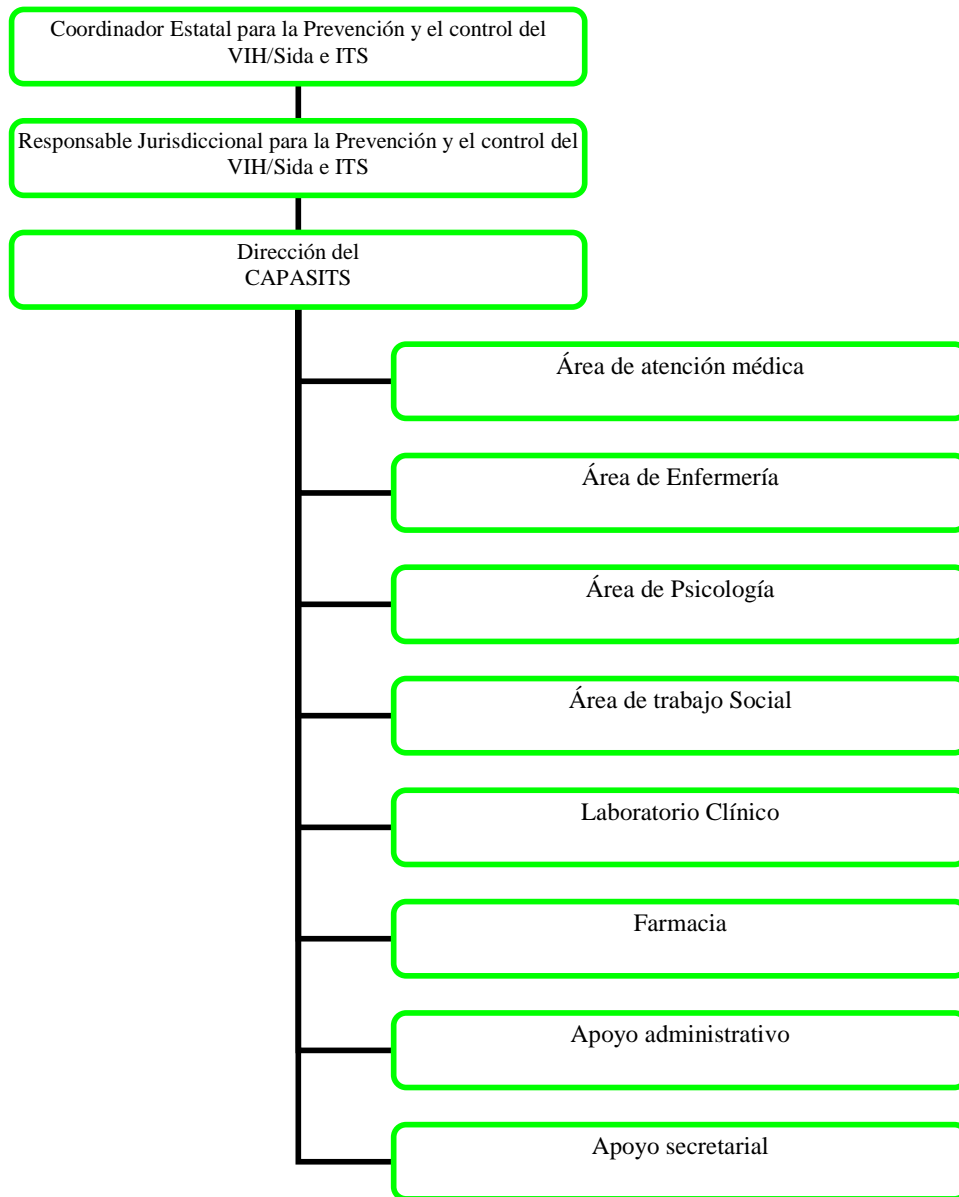 Coordinador Estatal para la Prevención y el control del
VIH/Sida e ITS
Responsable Jurisdiccional para la Prevención y el control del
VIH/Sida e ITS
Dirección del
CAPASITS
Área de atención médica
Área de Enfermería
Área de Psicología
Área de trabajo Social
Laboratorio Clínico
Farmacia
Apoyo administrativo
Apoyo secretarial